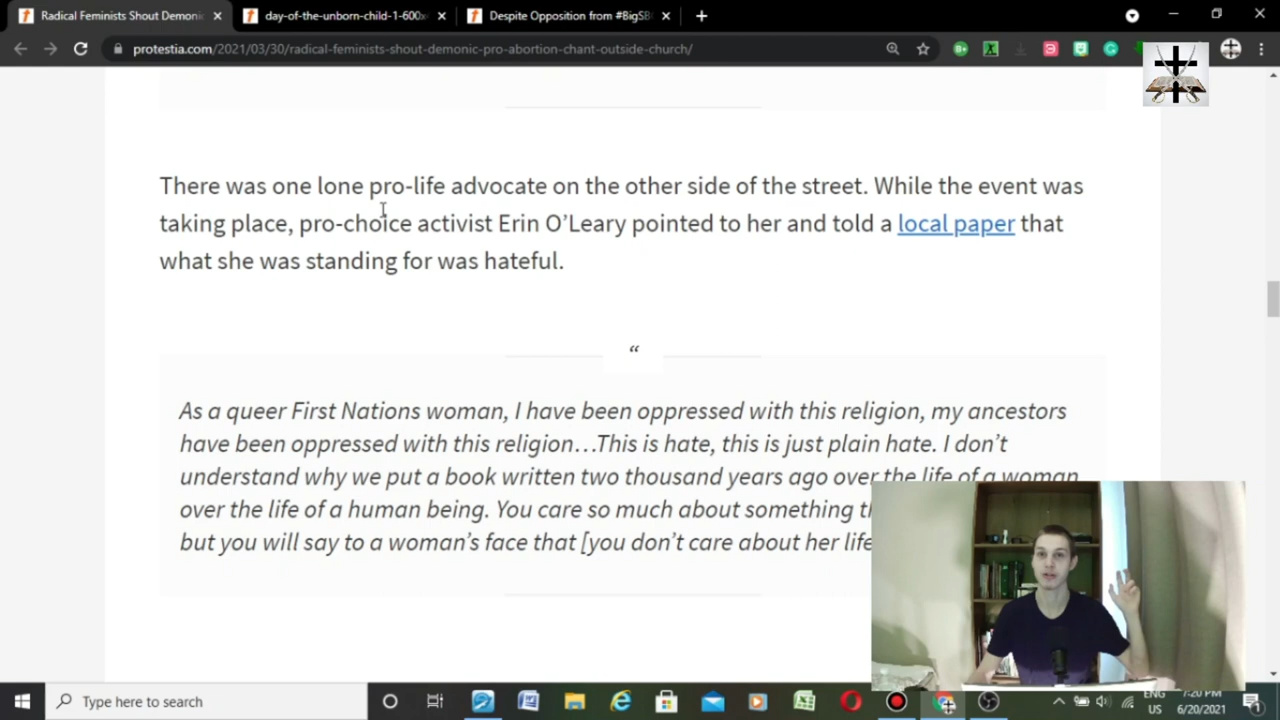 Radical Feminists Shout Demonic
day-of-the-unborn-child-1-600x
Despite Opposition from #BigSB
protestia.com/2021/03/30/radical-feminists-shout-demonic-pro-abortion-chant-outside-church/
There was one lone pro-life advocate on the other side of the street. While the event was
taking place, pro-choice activist Erin O’Leary pointed to her and told a local paper that
what she was standing for was hateful.
“
As a queer First Nations woman, I have been oppressed with this religion, my ancestors
have been oppressed with this religion…This is hate, this is just plain hate. I don’t
understand why we put a book written two thousand years ago over the life of a woman
over the life of a human being. You care so much about something
but you will say to a woman’s face that [you don’t care about her life
Type here to search
ENG
US
7:20 PM
6/20/2021